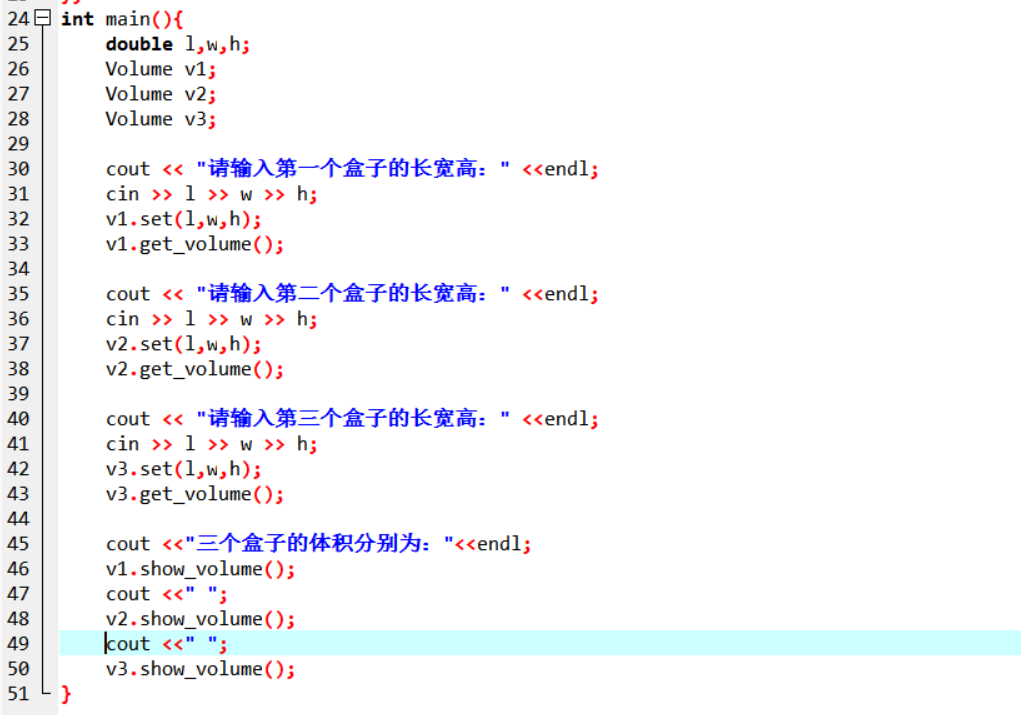 24 int main(){
25 double l,w,h;
26 Volume v1;
27 Volume v2;
28 Volume v3;
29
30 cout << "请输入第一个盒子的长宽高：" <<endl;
31 cin >> l >> w >> h;
32 v1.set(l,w,h);
33 v1.get_volume();
34
35 cout << "请输入第二个盒子的长宽高：" <<endl;
36 cin >> l >> w >> h;
37 v2.set(l,w,h);
38 v2.get_volume();
39
40 cout << "请输入第三个盒子的长宽高：" <<endl;
41 cin >> l >> w >> h;
42 v3.set(l,w,h);
43 v3.get_volume();
44
45 cout <<"三个盒子的体积分别为："<<endl;
46 v1.show_volume();
47 cout <<" ";
48 v2.show_volume();
49 cout <<" ";
50 v3.show_volume();
51 }